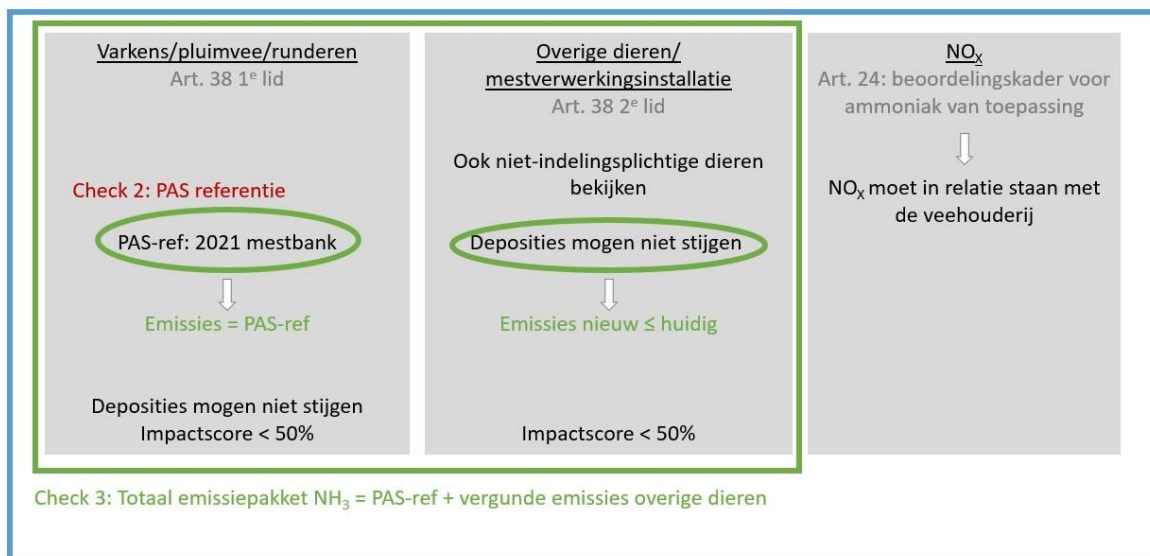 Varkens/pluimvee/runderen
Art. 38 1e lid
Check 2: PAS referentie
PAS-ref: 2021 mestbank
Emissies = PAS-ref
Deposities mogen niet stijgen
Impactscore < 50%
Overige dieren/
mestverwerkingsinstallatie
Art. 38 2e lid
Ook niet-indelingsplichtige dieren
bekijken
Deposities mogen niet stijgen
Emissies nieuw ≤ huidig
Impactscore < 50%
NOX
Art. 24: beoordelingskader voor
ammoniak van toepassing
NOX moet in relatie staan met
de veehouderij
Check 3: Totaal emissiepakket NH3 = PAS-ref + vergunde emissies overige dieren